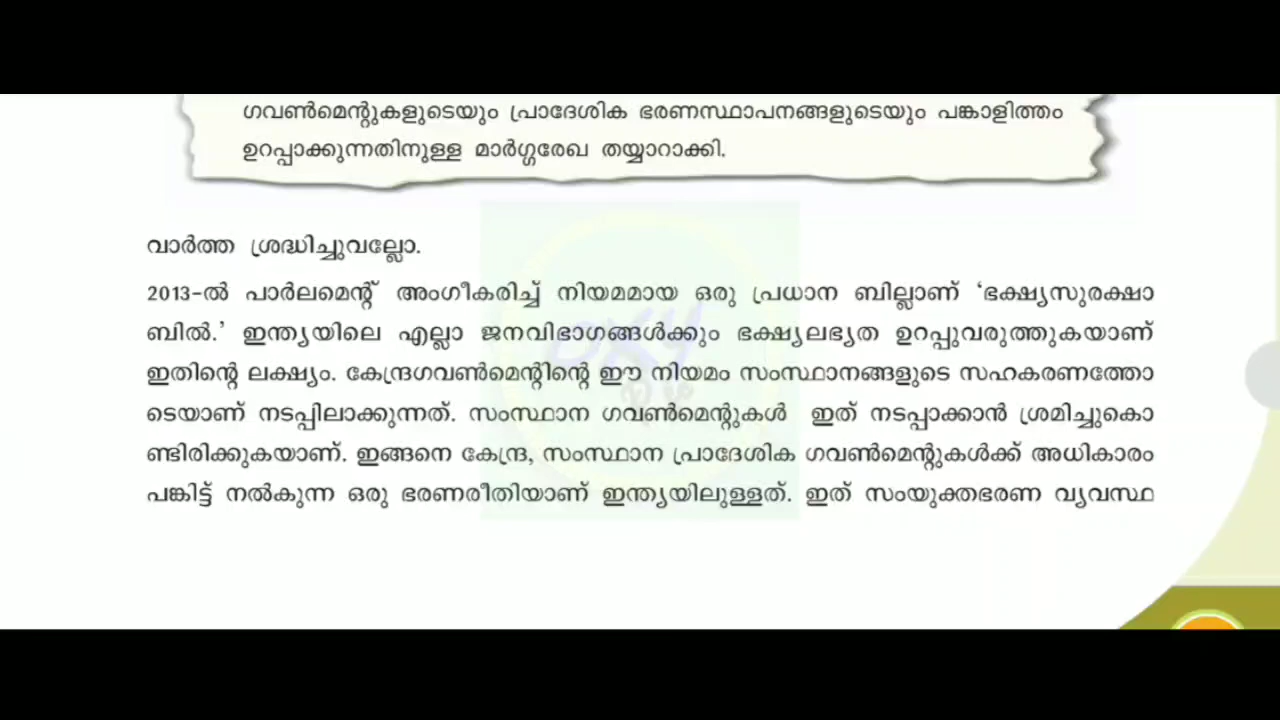 ഗവൺമെന്റുകളുടെയും പ്രാദേശിക ഭരണസ്ഥാപനങ്ങളുടെയും പങ്കാളിത്തം
ഉറപ്പാക്കുന്നതിനുള്ള മാർഗ്ഗരേഖ തയ്യാറാക്കി.
വാർത്ത ശ്രദ്ധിച്ചുവല്ലോ.
2013-ൽ പാർലമെന്റ് അംഗീകരിച്ച് നിയമമായ ഒരു പ്രധാന ബില്ലാണ് ‘ഭക്ഷ്യസുരക്ഷാ
ബിൽ.’ ഇന്ത്യയിലെ എല്ലാ ജനവിഭാഗങ്ങൾക്കും ഭക്ഷ്യലഭ്യത ഉറപ്പുവരുത്തുകയാണ്
ഇതിന്റെ ലക്ഷ്യം. കേന്ദ്രഗവൺമെന്റിന്റെ ഈ നിയമം സംസ്ഥാനങ്ങളുടെ സഹകരണത്തോ
ടെയാണ് നടപ്പിലാക്കുന്നത്. സംസ്ഥാന ഗവൺമെന്റുകൾ ഇത് നടപ്പാക്കാൻ ശ്രമിച്ചുകൊ
ണ്ടിരിക്കുകയാണ്. ഇങ്ങനെ കേന്ദ്ര, സംസ്ഥാന പ്രാദേശിക ഗവൺമെന്റുകൾക്ക് അധികാരം
പങ്കിട്ട് നൽകുന്ന ഒരു ഭരണരീതിയാണ് ഇന്ത്യയിലുള്ളത്. ഇത് സംയുക്തഭരണ വ്യവസ്ഥ